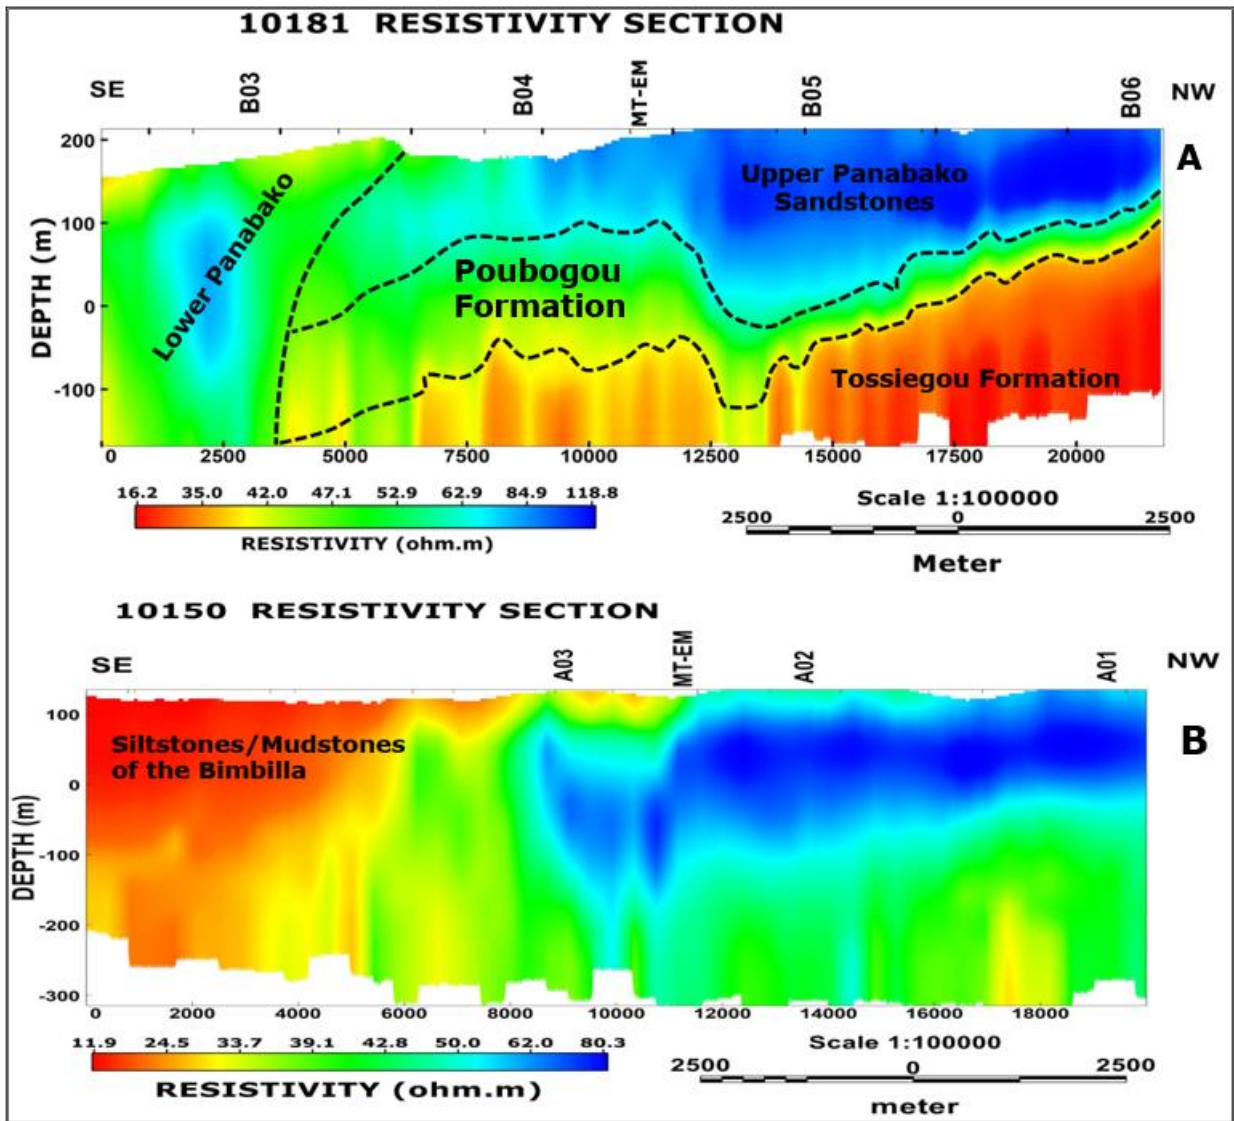 10181 RESISTIVITY SECTION
SE B03 B04 MT-EM B05 B06 NW
A
DEPTH (m)
200
100
0
-100
Lower Panabako
Poubogou
Formation
Upper Panabako
Sandstones
Tossiegou Formation
0 2500 5000 7500 10000 12500 15000 17500 20000
16.2 35.0 42.0 47.1 52.9 62.9 84.9 118.8
RESISTIVITY (ohm.m)
Scale 1:100000
2500 0 2500
Meter
10150 RESISTIVITY SECTION
SE A03 MT-EM A02 A01 NW
B
DEPTH (m)
100
0
-100
-200
-300
Siltstones/Mudstones
of the Bimbilla
0 2000 4000 6000 8000 10000 12000 14000 16000 18000
11.9 24.5 33.7 39.1 42.8 50.0 62.0 80.3
RESISTIVITY (ohm.m)
Scale 1:100000
2500 0 2500
meter